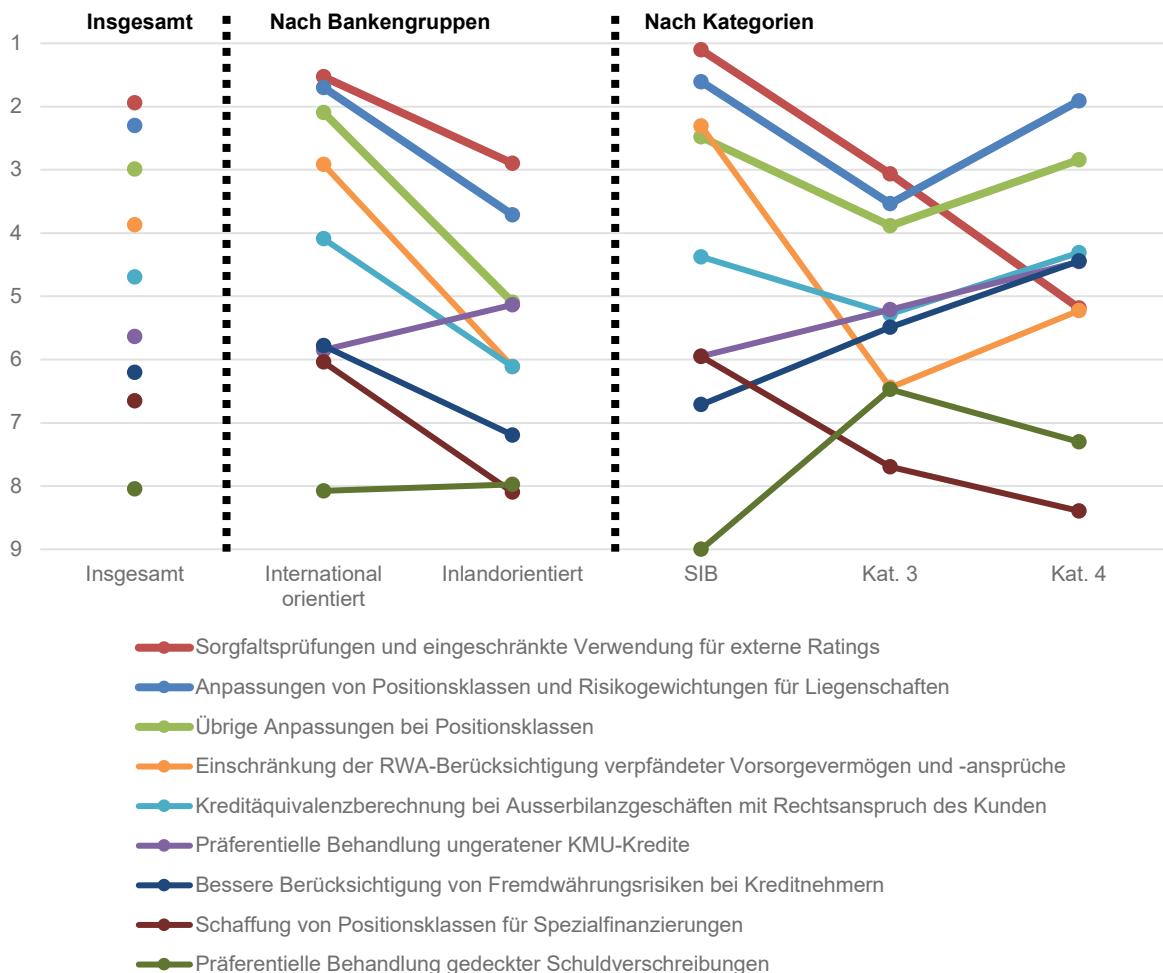 Insgesamt
Nach Bankengruppen
Nach Kategorien
1
2
3
4
5
6
7
8
9
Insgesamt
International
orientiert
Inlandorientiert
SIB
Kat. 3
Kat. 4
Sorgfaltsprüfungen und eingeschränkte Verwendung für externe Ratings
Anpassungen von Positionsklassen und Risikogewichtungen für Liegenschaften
Übrige Anpassungen bei Positionsklassen
Einschränkung der RWA-Berücksichtigung verpfändeter Vorsorgevermögen und -ansprüche
Kreditäquivalenzberechnung bei Ausserbilanzgeschäften mit Rechtsanspruch des Kunden
Präferentielle Behandlung ungeratener KMU-Kredite
Bessere Berücksichtigung von Fremdwährungsrisiken bei Kreditnehmern
Schaffung von Positionsklassen für Spezialfinanzierungen
Präferentielle Behandlung gedeckter Schuldverschreibungen